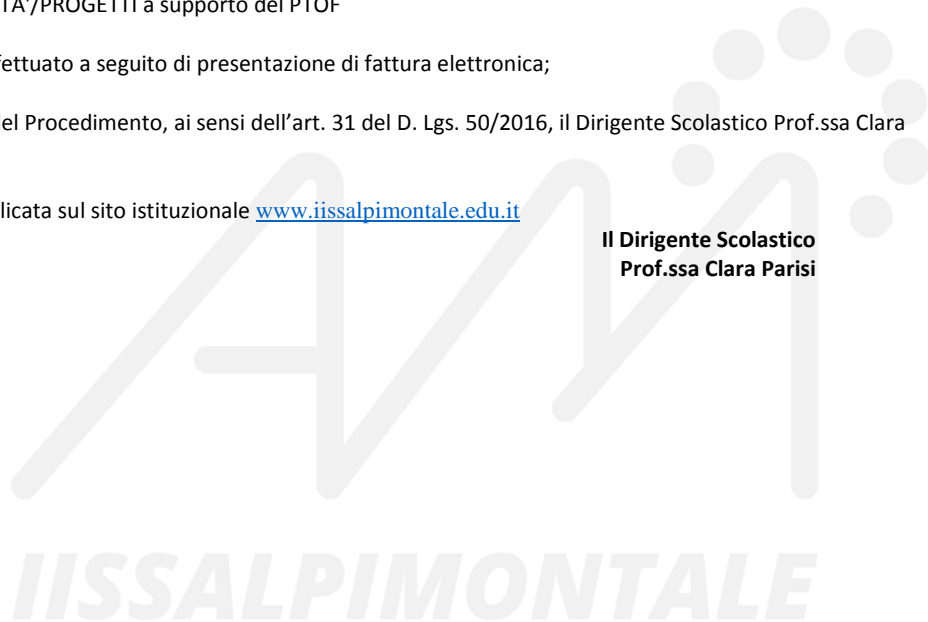 TA'/PROGETTI a supporto del PTOF
fettuato a seguito di presentazione di fattura elettronica;
del Procedimento, ai sensi dell'art. 31 del D. Lgs. 50/2016, il Dirigente Scolastico Prof.ssa Clara
licata sul sito istituzionale www.iissalpimontale.edu.it
Il Dirigente Scolastico
Prof.ssa Clara Parisi
IISSALPIMONTALE